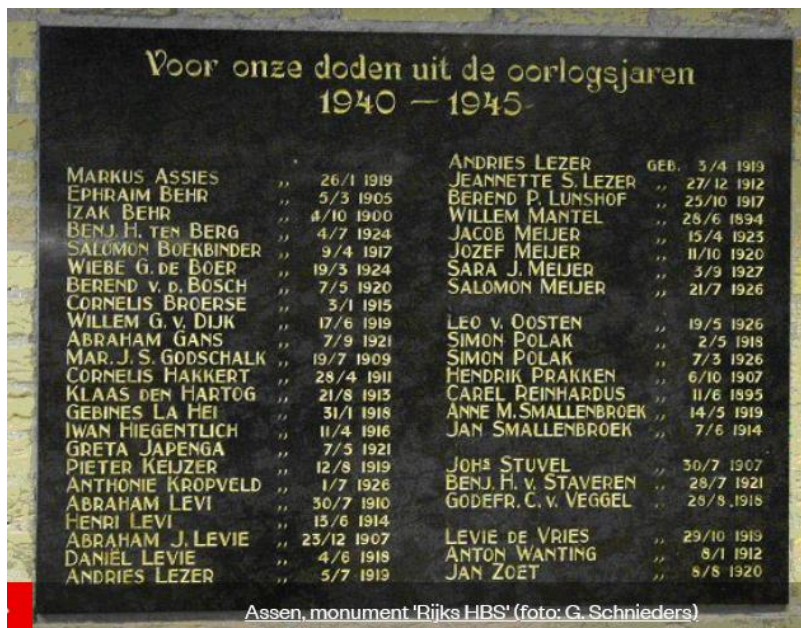 Voor onze doden uit de oorlogsjaren
1940 – 1945
MARKUS ASSIES ,, 26/1 1919
EPHRAIM BEHR ,, 5/3 1905
IZAK BEHR ,, 4/10 1900
BENJ. H. TEN BERG ,, 4/7 1924
SALOMON BOEKBINDER ,, 9/4 1917
WIEBE G. DE BOER ,, 19/3 1924
BEREND V. D. BOSCH ,, 7/5 1920
CORNELIS BROERSE ,, 3/1 1915
WILLEM G. V. DIJK ,, 17/6 1919
ABRAHAM GANS ,, 7/9 1921
MAR. J. S. GODSCHALK ,, 19/7 1909
CORNELIS HAKKERT ,, 28/4 1911
KLAAS DEN HARTOG ,, 21/8 1913
GEBINES LA HEI ,, 31/1 1918
IWAN HIEGENTLICH ,, 11/4 1916
GRETA JAPENGA ,, 7/5 1921
PIETER KEIJZER ,, 12/8 1919
ANTHONIE KROPVELD ,, 1/7 1926
ABRAHAM LEVI ,, 30/7 1910
HENRI LEVI ,, 13/6 1914
ABRAHAM J. LEVIE ,, 23/12 1907
DANIËL LEVIE ,, 4/6 1918
ANDRIES LEZER ,, 5/7 1919
ANDRIES LEZER GEB. 3/4 1919
JEANNETTE S. LEZER ,, 27/12 1912
BEREND P. LUNSHOF ,, 25/10 1917
WILLEM MANTEL ,, 28/6 1894
JACOB MEIJER ,, 15/4 1923
JOZEF MEIJER ,, 11/10 1920
SARA J. MEIJER ,, 3/9 1927
SALOMON MEIJER ,, 21/7 1926
LEO V. OOSTEN ,, 19/5 1926
SIMON POLAK ,, 2/5 1918
SIMON POLAK ,, 7/3 1926
HENDRIK PRAKKEN ,, 6/10 1907
CAREL REINHARDUS ,, 11/6 1895
ANNE M. SMALLENBROEK ,, 14/5 1919
JAN SMALLENBROEK ,, 7/6 1914
JOHS STUVEL ,, 30/7 1907
BENJ. H. V. STAVEREN ,, 28/7 1921
GODEFR. C. V. VEGGEL ,, 28/8 1918
LEVIE DE VRIES ,, 29/10 1919
ANTON WANTING ,, 8/1 1912
JAN ZOET ,, 8/8 1920
Assen, monument 'Rijks HBS' (foto: G. Schnieders)